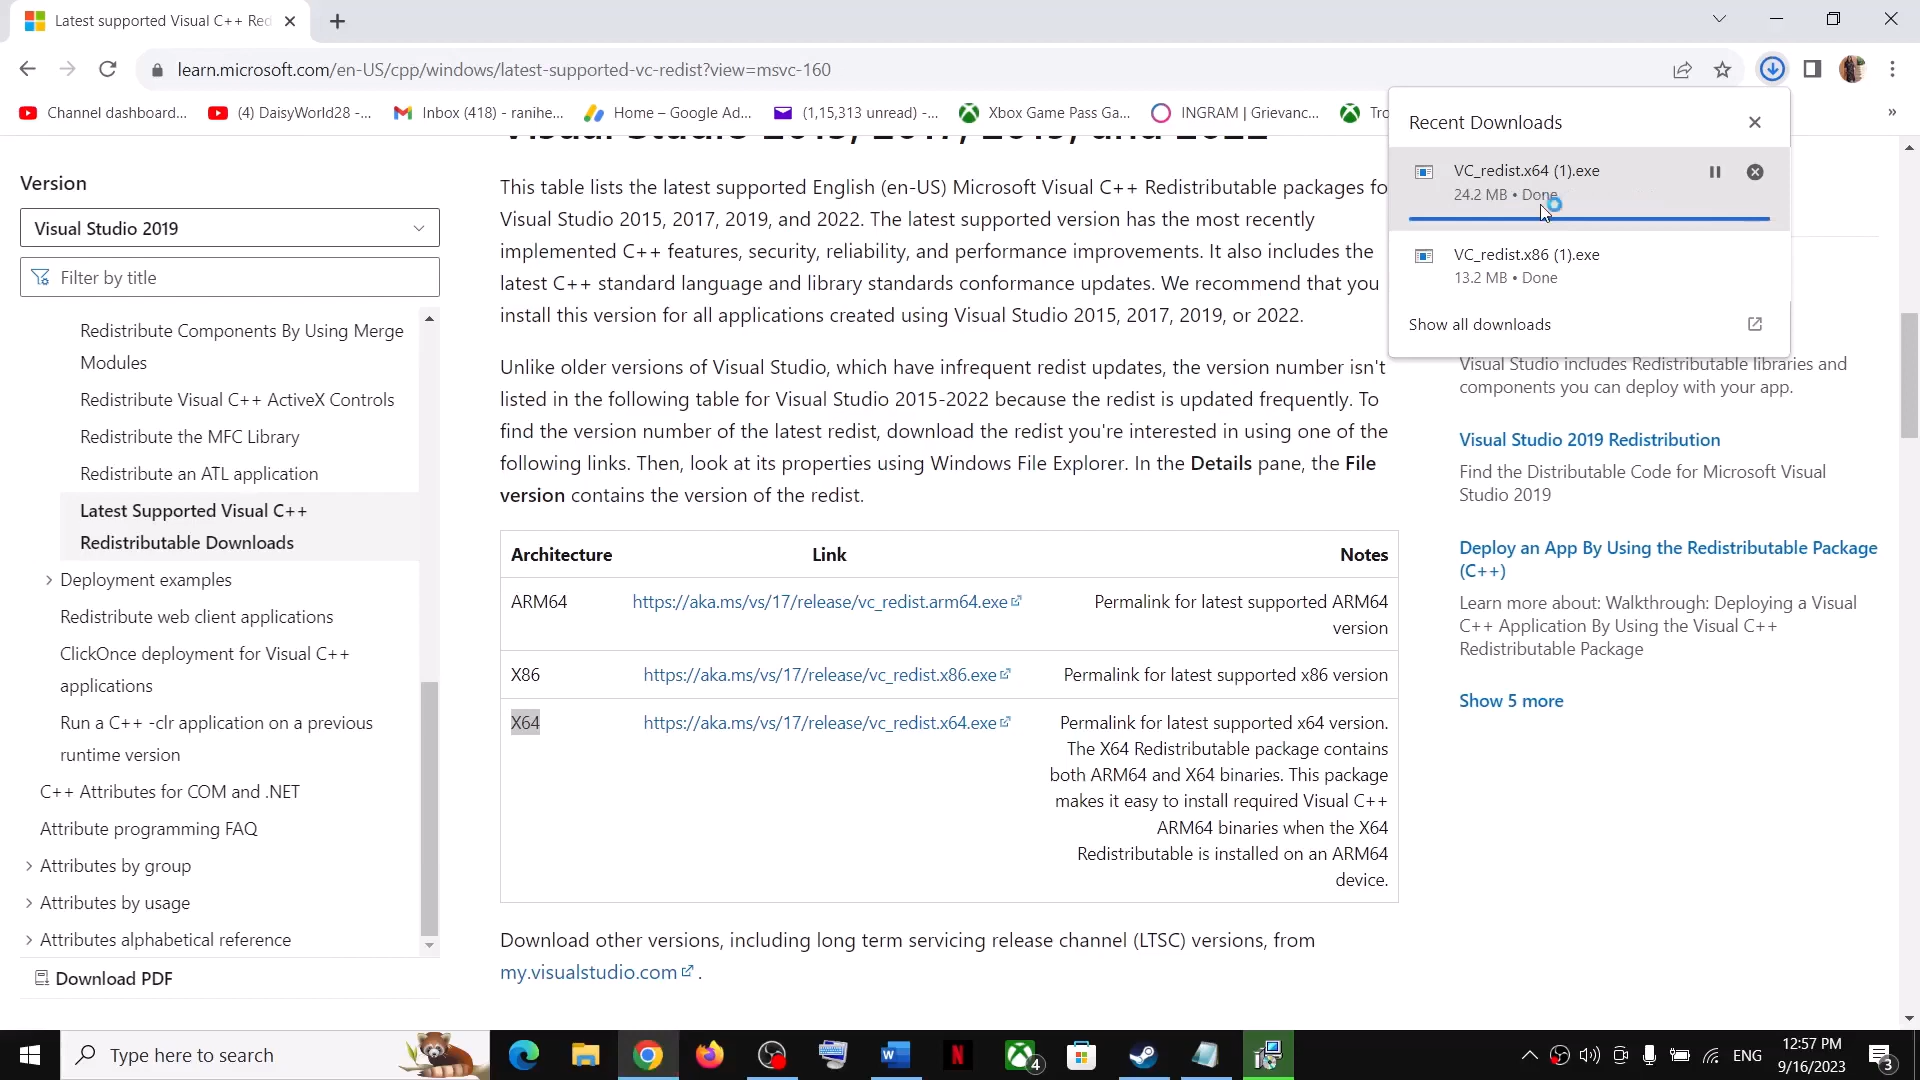 Latest supported Visual C++ Red
learn.microsoft.com/en-US/cpp/windows/latest-supported-vc-redist?view=msvc-160
Channel dashboard...
(4) DaisyWorld28 -...
Inbox (418) - ranihe...
Home – Google Ad...
(1,15,313 unread) -...
Xbox Game Pass Ga...
INGRAM | Grievanc...
Tro
»
Recent Downloads
VC_redist.x64 (1).exe
24.2 MB • Done
VC_redist.x86 (1).exe
13.2 MB • Done
Show all downloads
Version
Visual Studio 2019
Filter by title
Redistribute Components By Using Merge
Modules
Redistribute Visual C++ ActiveX Controls
Redistribute the MFC Library
Redistribute an ATL application
Latest Supported Visual C++
Redistributable Downloads
Deployment examples
Redistribute web client applications
ClickOnce deployment for Visual C++
applications
Run a C++ -clr application on a previous
runtime version
C++ Attributes for COM and .NET
Attribute programming FAQ
Attributes by group
Attributes by usage
Attributes alphabetical reference
Download PDF
Visual Studio 2015, 2017, 2019, and 2022
This table lists the latest supported English (en-US) Microsoft Visual C++ Redistributable packages fo
Visual Studio 2015, 2017, 2019, and 2022. The latest supported version has the most recently
implemented C++ features, security, reliability, and performance improvements. It also includes the
latest C++ standard language and library standards conformance updates. We recommend that you
install this version for all applications created using Visual Studio 2015, 2017, 2019, or 2022.
Unlike older versions of Visual Studio, which have infrequent redist updates, the version number isn't
listed in the following table for Visual Studio 2015-2022 because the redist is updated frequently. To
find the version number of the latest redist, download the redist you're interested in using one of the
following links. Then, look at its properties using Windows File Explorer. In the Details pane, the File
version contains the version of the redist.
Architecture Link Notes
ARM64 https://aka.ms/vs/17/release/vc_redist.arm64.exe Permalink for latest supported ARM64
version
X86 https://aka.ms/vs/17/release/vc_redist.x86.exe Permalink for latest supported x86 version
X64 https://aka.ms/vs/17/release/vc_redist.x64.exe Permalink for latest supported x64 version.
The X64 Redistributable package contains
both ARM64 and X64 binaries. This package
makes it easy to install required Visual C++
ARM64 binaries when the X64
Redistributable is installed on an ARM64
device.
Download other versions, including long term servicing release channel (LTSC) versions, from
my.visualstudio.com .
Visual Studio includes Redistributable libraries and
components you can deploy with your app.
Visual Studio 2019 Redistribution
Find the Distributable Code for Microsoft Visual
Studio 2019
Deploy an App By Using the Redistributable Package
(C++)
Learn more about: Walkthrough: Deploying a Visual
C++ Application By Using the Visual C++
Redistributable Package
Show 5 more
Type here to search
W
N
4
ENG
12:57 PM
9/16/2023
3